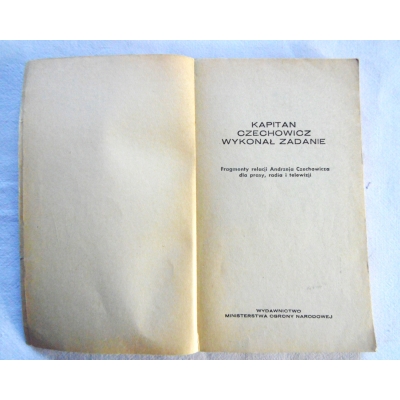 KAPITAN
CZECHOWICZ
WYKONAŁ ZADANIE
Fragmenty relacji Andrzeja Czechowicza
dla prasy, radia i telewizji
WYDAWNICTWO
MINISTERSTWA OBRONY NARODOWEJ